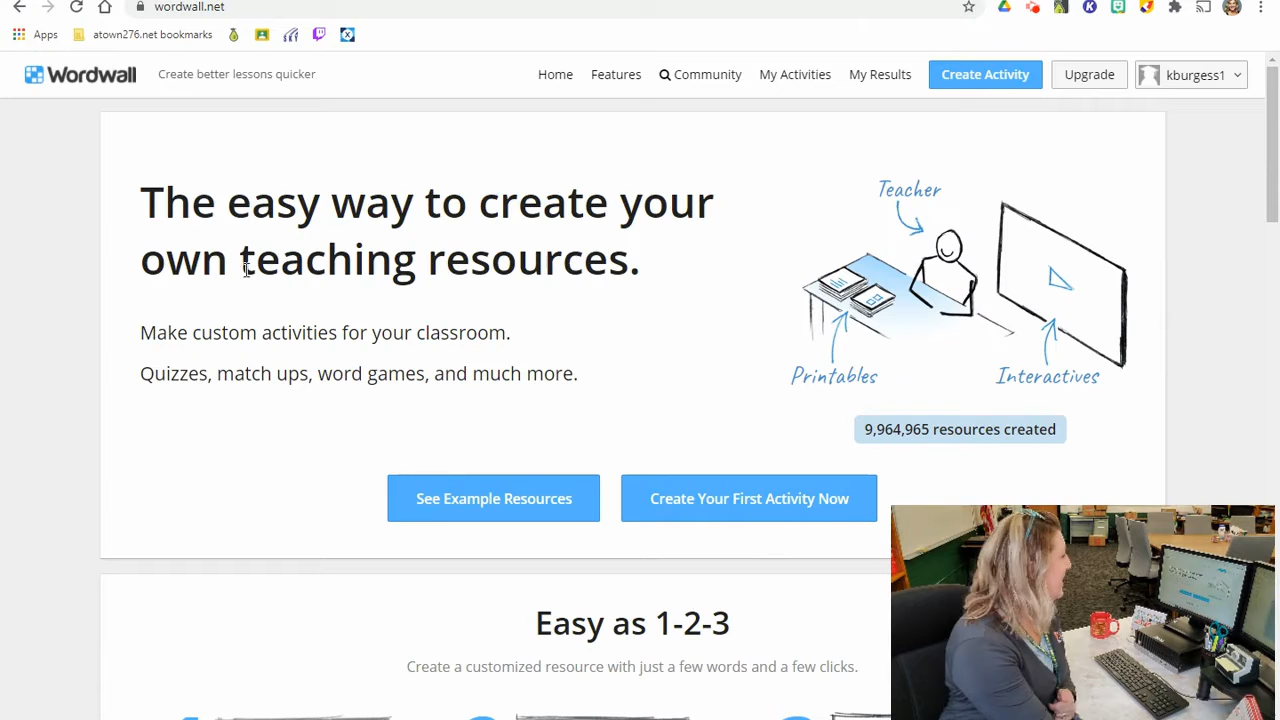 wordwall.net
Apps
atown276.net bookmarks
Wordwall
Create better lessons quicker
Home
Features
Community
My Activities
My Results
Create Activity
Upgrade
kburgess1
The easy way to create your
own teaching resources.
Make custom activities for your classroom.
Quizzes, match ups, word games, and much more.
Teacher
Printables
Interactives
9,964,965 resources created
See Example Resources
Create Your First Activity Now
Easy as 1-2-3
Create a customized resource with just a few words and a few clicks.